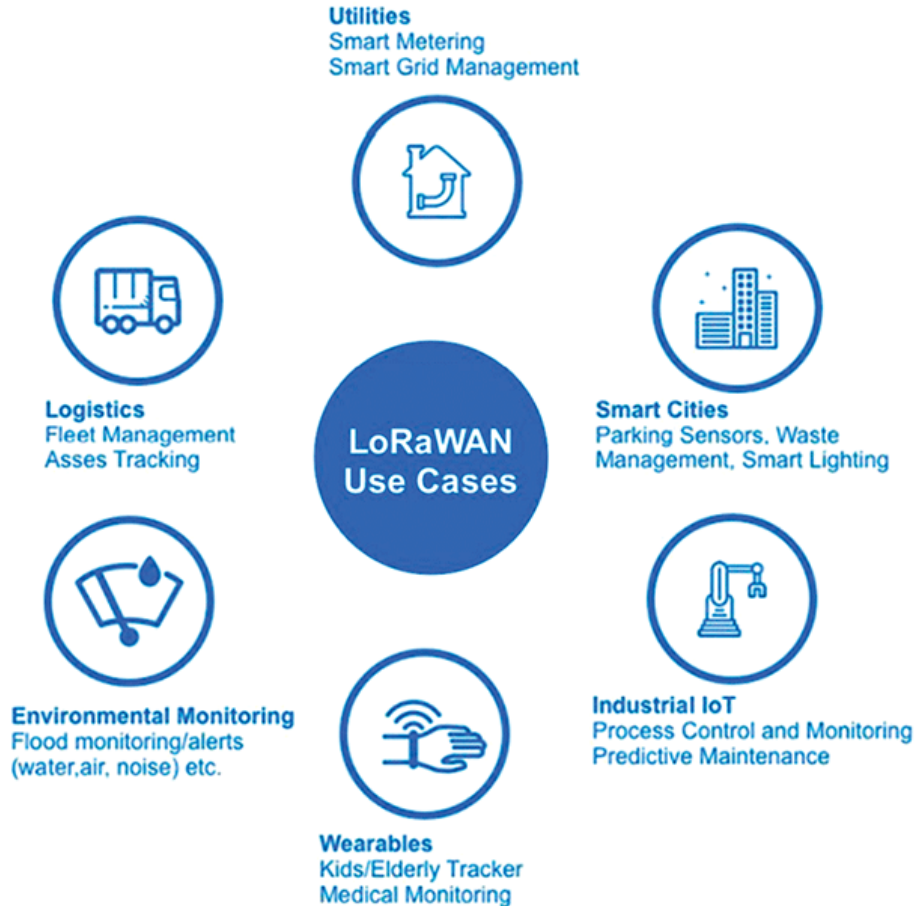 Utilities
Smart Metering
Smart Grid Management
Logistics
Fleet Management
Asses Tracking
LoRaWAN
Use Cases
Smart Cities
Parking Sensors, Waste
Management, Smart Lighting
Environmental Monitoring
Flood monitoring/alerts
(water,air, noise) etc.
Industrial IoT
Process Control and Monitoring
Predictive Maintenance
Wearables
Kids/Elderly Tracker
Medical Monitoring